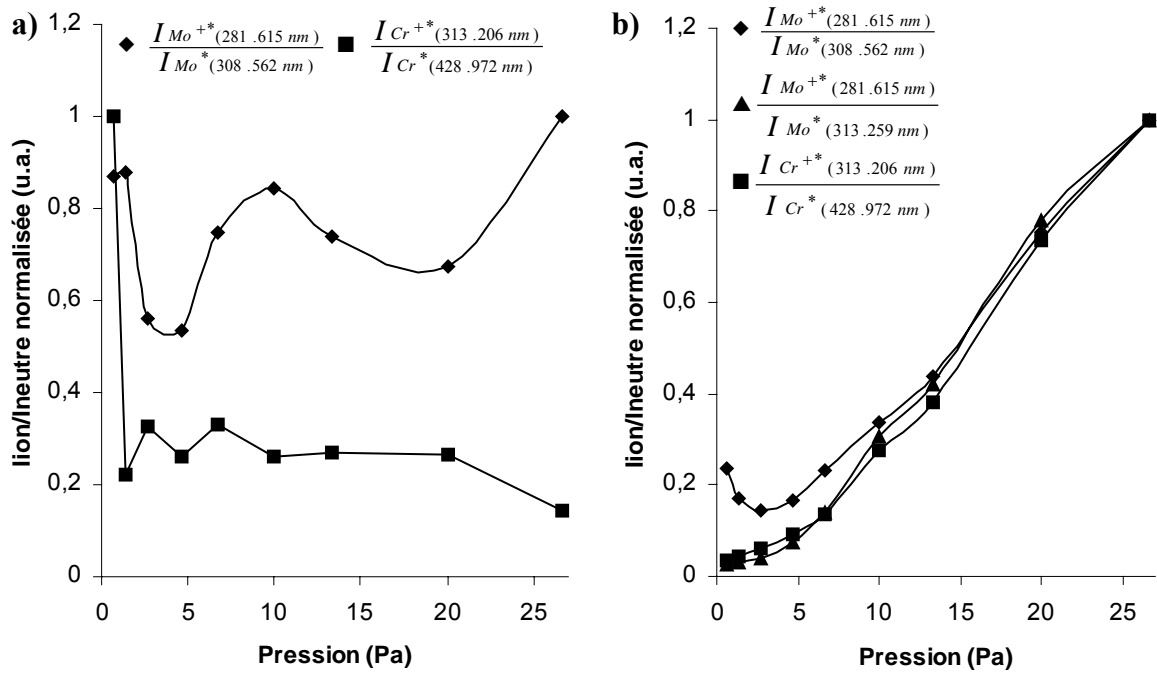 a)
◆ I Mo+* (281 .615 nm) / I Mo* (308 .562 nm) ■ I Cr+* (313 .206 nm) / I Cr* (428 .972 nm)
Iion/Ineutre normalisée (u.a.)
1,2
1
0,8
0,6
0,4
0,2
0
0 5 10 15 20 25
Pression (Pa)
b)
◆ I Mo+* (281 .615 nm) / I Mo* (308 .562 nm)
▲ I Mo+* (281 .615 nm) / I Mo* (313 .259 nm)
■ I Cr+* (313 .206 nm) / I Cr* (428 .972 nm)
Iion/Ineutre normalisée (u.a.)
1,2
1
0,8
0,6
0,4
0,2
0
0 5 10 15 20 25
Pression (Pa)